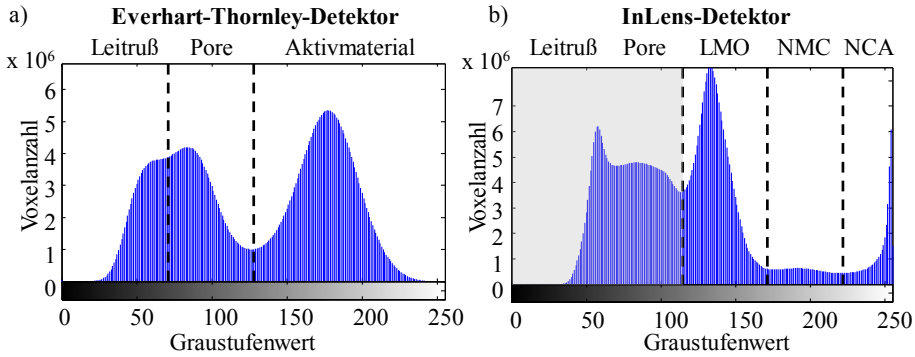 a) Everhart-Thornley-Detektor
Leitruß Pore Aktivmaterial
x 10⁶
6
5
4
3
2
1
0
Voxelanzahl
0 50 100 150 200 250
Graustufenwert
b) InLens-Detektor
Leitruß Pore LMO NMC NCA
x 10⁶
7
6
5
4
3
2
1
0
Voxelanzahl
0 50 100 150 200 250
Graustufenwert